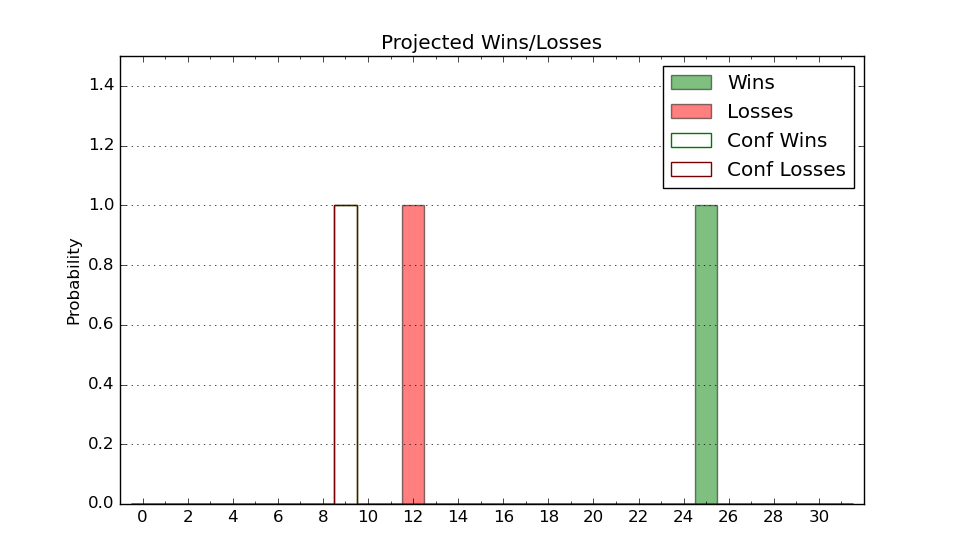 Projected Wins/Losses
1.4
1.2
1.0
0.8
0.6
0.4
0.2
0.0
Probability
Wins
Losses
Conf Wins
Conf Losses
0 2 4 6 8 10 12 14 16 18 20 22 24 26 28 30